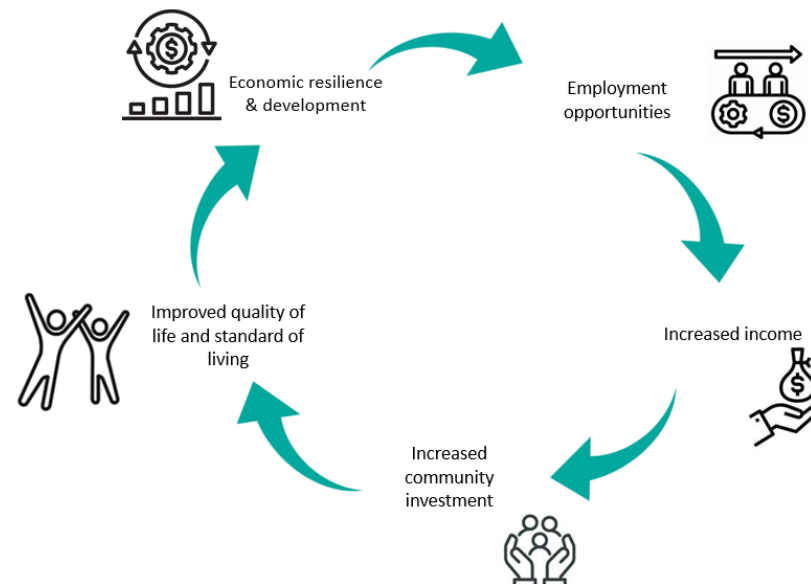 Economic resilience
& development
Employment
opportunities
Increased income
Increased
community
investment
Improved quality of
life and standard of
living